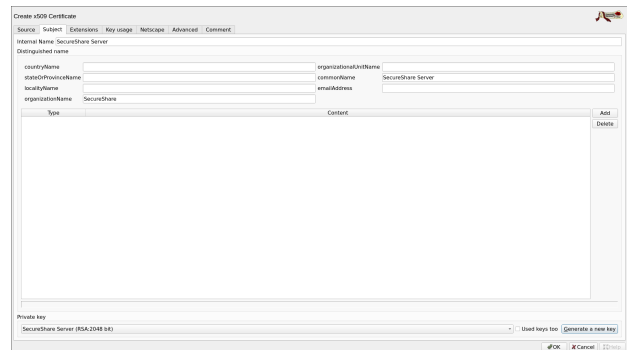 Create x509 Certificate
Source Subject Extensions Key usage Netscape Advanced Comment
Internal Name SecureShare Server
Distinguished name
countryName organizationalUnitName
stateOrProvinceName commonName SecureShare Server
localityName emailAddress
organizationName SecureShare
Type Content Add
Delete
Private key
SecureShare Server (RSA:2048 bit) Used keys too Generate a new key
OK Cancel Help